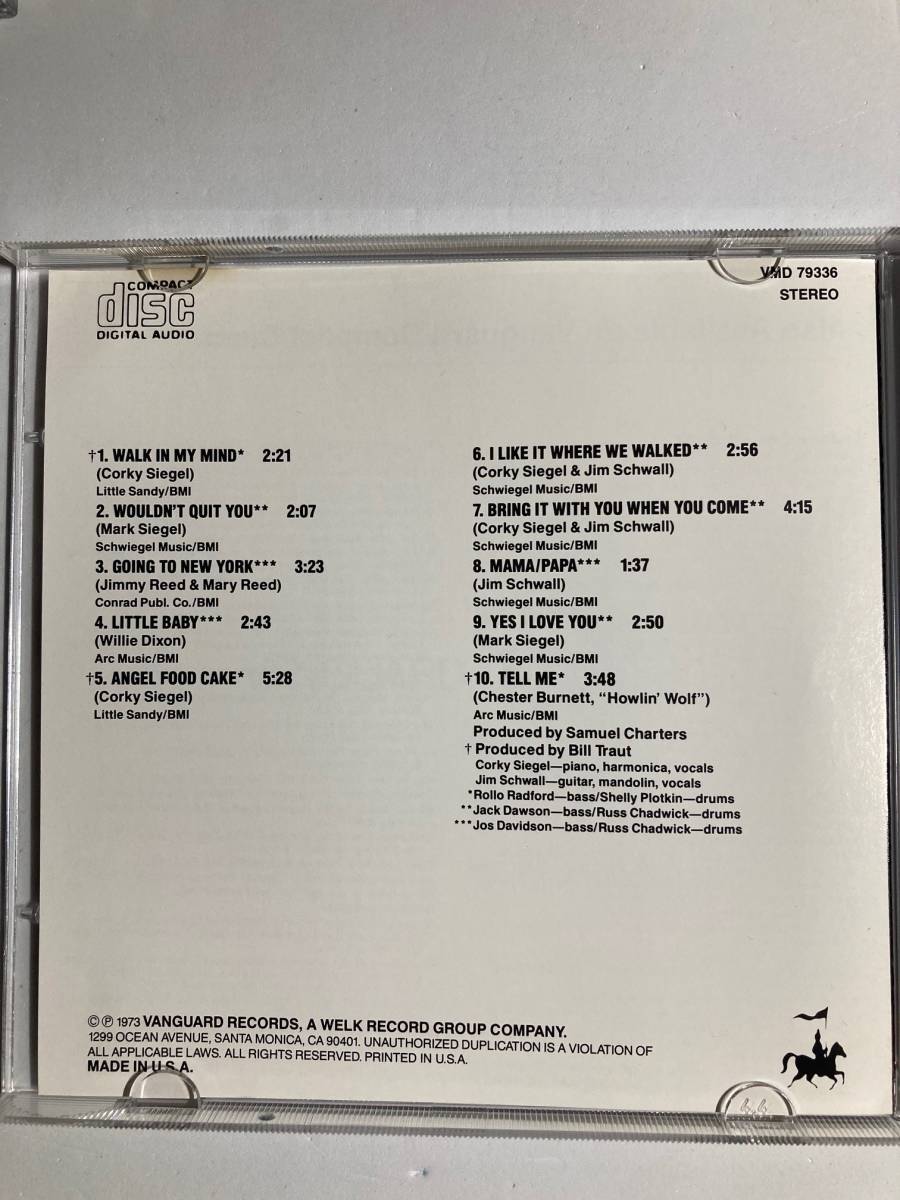 COMPACT
disc
DIGITAL AUDIO
VMD 79336
STEREO
†1. WALK IN MY MIND* 2:21
(Corky Siegel)
Little Sandy/BMI
2. WOULDN'T QUIT YOU** 2:07
(Mark Siegel)
Schwiegel Music/BMI
3. GOING TO NEW YORK*** 3:23
(Jimmy Reed & Mary Reed)
Conrad Publ. Co./BMI
4. LITTLE BABY*** 2:43
(Willie Dixon)
Arc Music/BMI
†5. ANGEL FOOD CAKE* 5:28
(Corky Siegel)
Little Sandy/BMI
6. I LIKE IT WHERE WE WALKED** 2:56
(Corky Siegel & Jim Schwall)
Schwiegel Music/BMI
7. BRING IT WITH YOU WHEN YOU COME** 4:15
(Corky Siegel & Jim Schwall)
Schwiegel Music/BMI
8. MAMA/PAPA*** 1:37
(Jim Schwall)
Schwiegel Music/BMI
9. YES I LOVE YOU** 2:50
(Mark Siegel)
Schwiegel Music/BMI
†10. TELL ME* 3:48
(Chester Burnett, "Howlin' Wolf")
Arc Music/BMI
Produced by Samuel Charters
† Produced by Bill Traut
Corky Siegel—piano, harmonica, vocals
Jim Schwall—guitar, mandolin, vocals
*Rollo Radford—bass/Shelly Plotkin—drums
**Jack Dawson—bass/Russ Chadwick—drums
***Jos Davidson—bass/Russ Chadwick—drums
© ℗ 1973 VANGUARD RECORDS, A WELK RECORD GROUP COMPANY.
1299 OCEAN AVENUE, SANTA MONICA, CA 90401. UNAUTHORIZED DUPLICATION IS A VIOLATION OF
ALL APPLICABLE LAWS. ALL RIGHTS RESERVED. PRINTED IN U.S.A.
MADE IN U.S.A.